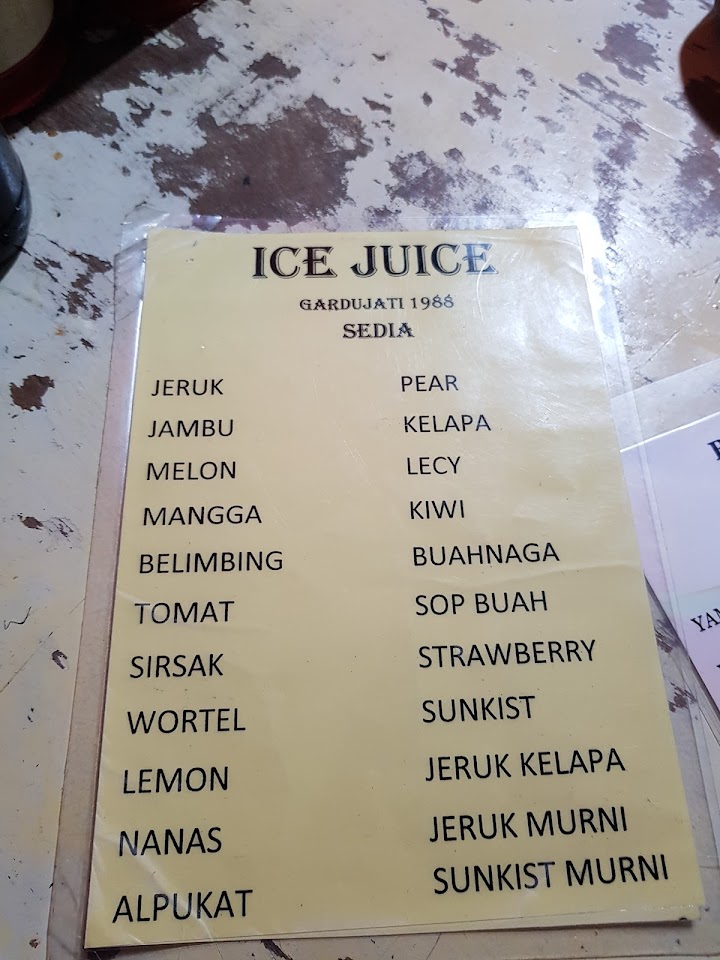 ICE JUICE
GARDUJATI 1988
SEDIA
JERUK
JAMBU
MELON
MANGGA
BELIMBING
TOMAT
SIRSAK
WORTEL
LEMON
NANAS
ALPUKAT
PEAR
KELAPA
LECY
KIWI
BUAHNAGA
SOP BUAH
STRAWBERRY
SUNKIST
JERUK KELAPA
JERUK MURNI
SUNKIST MURNI